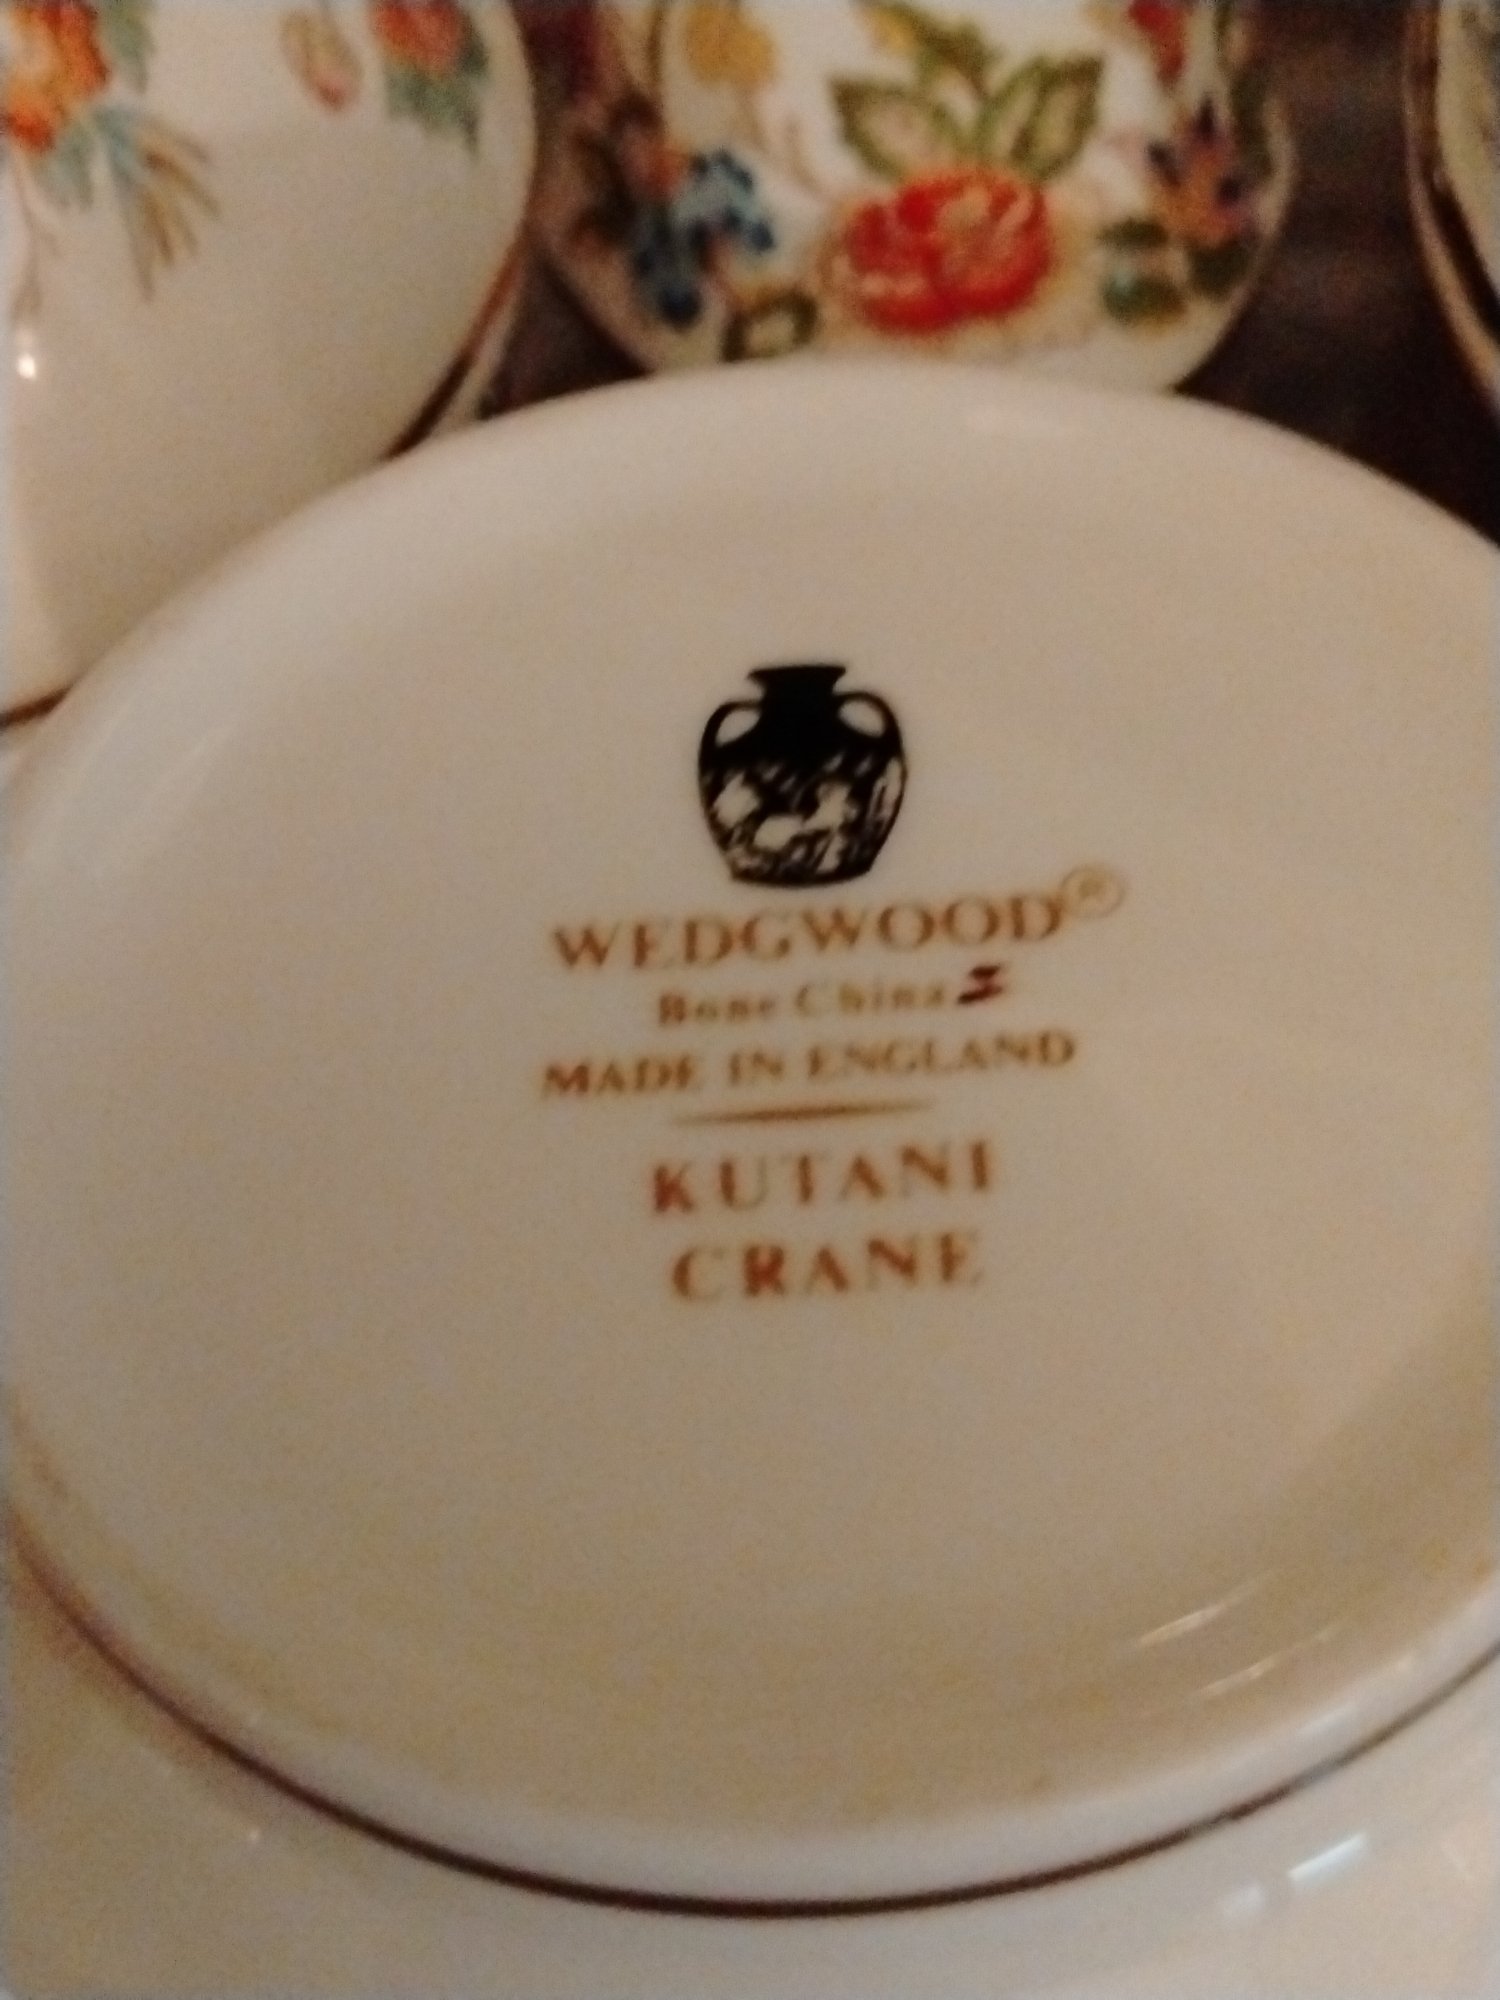 WEDGWOOD®
Bone China
MADE IN ENGLAND
KUTANI
CRANE